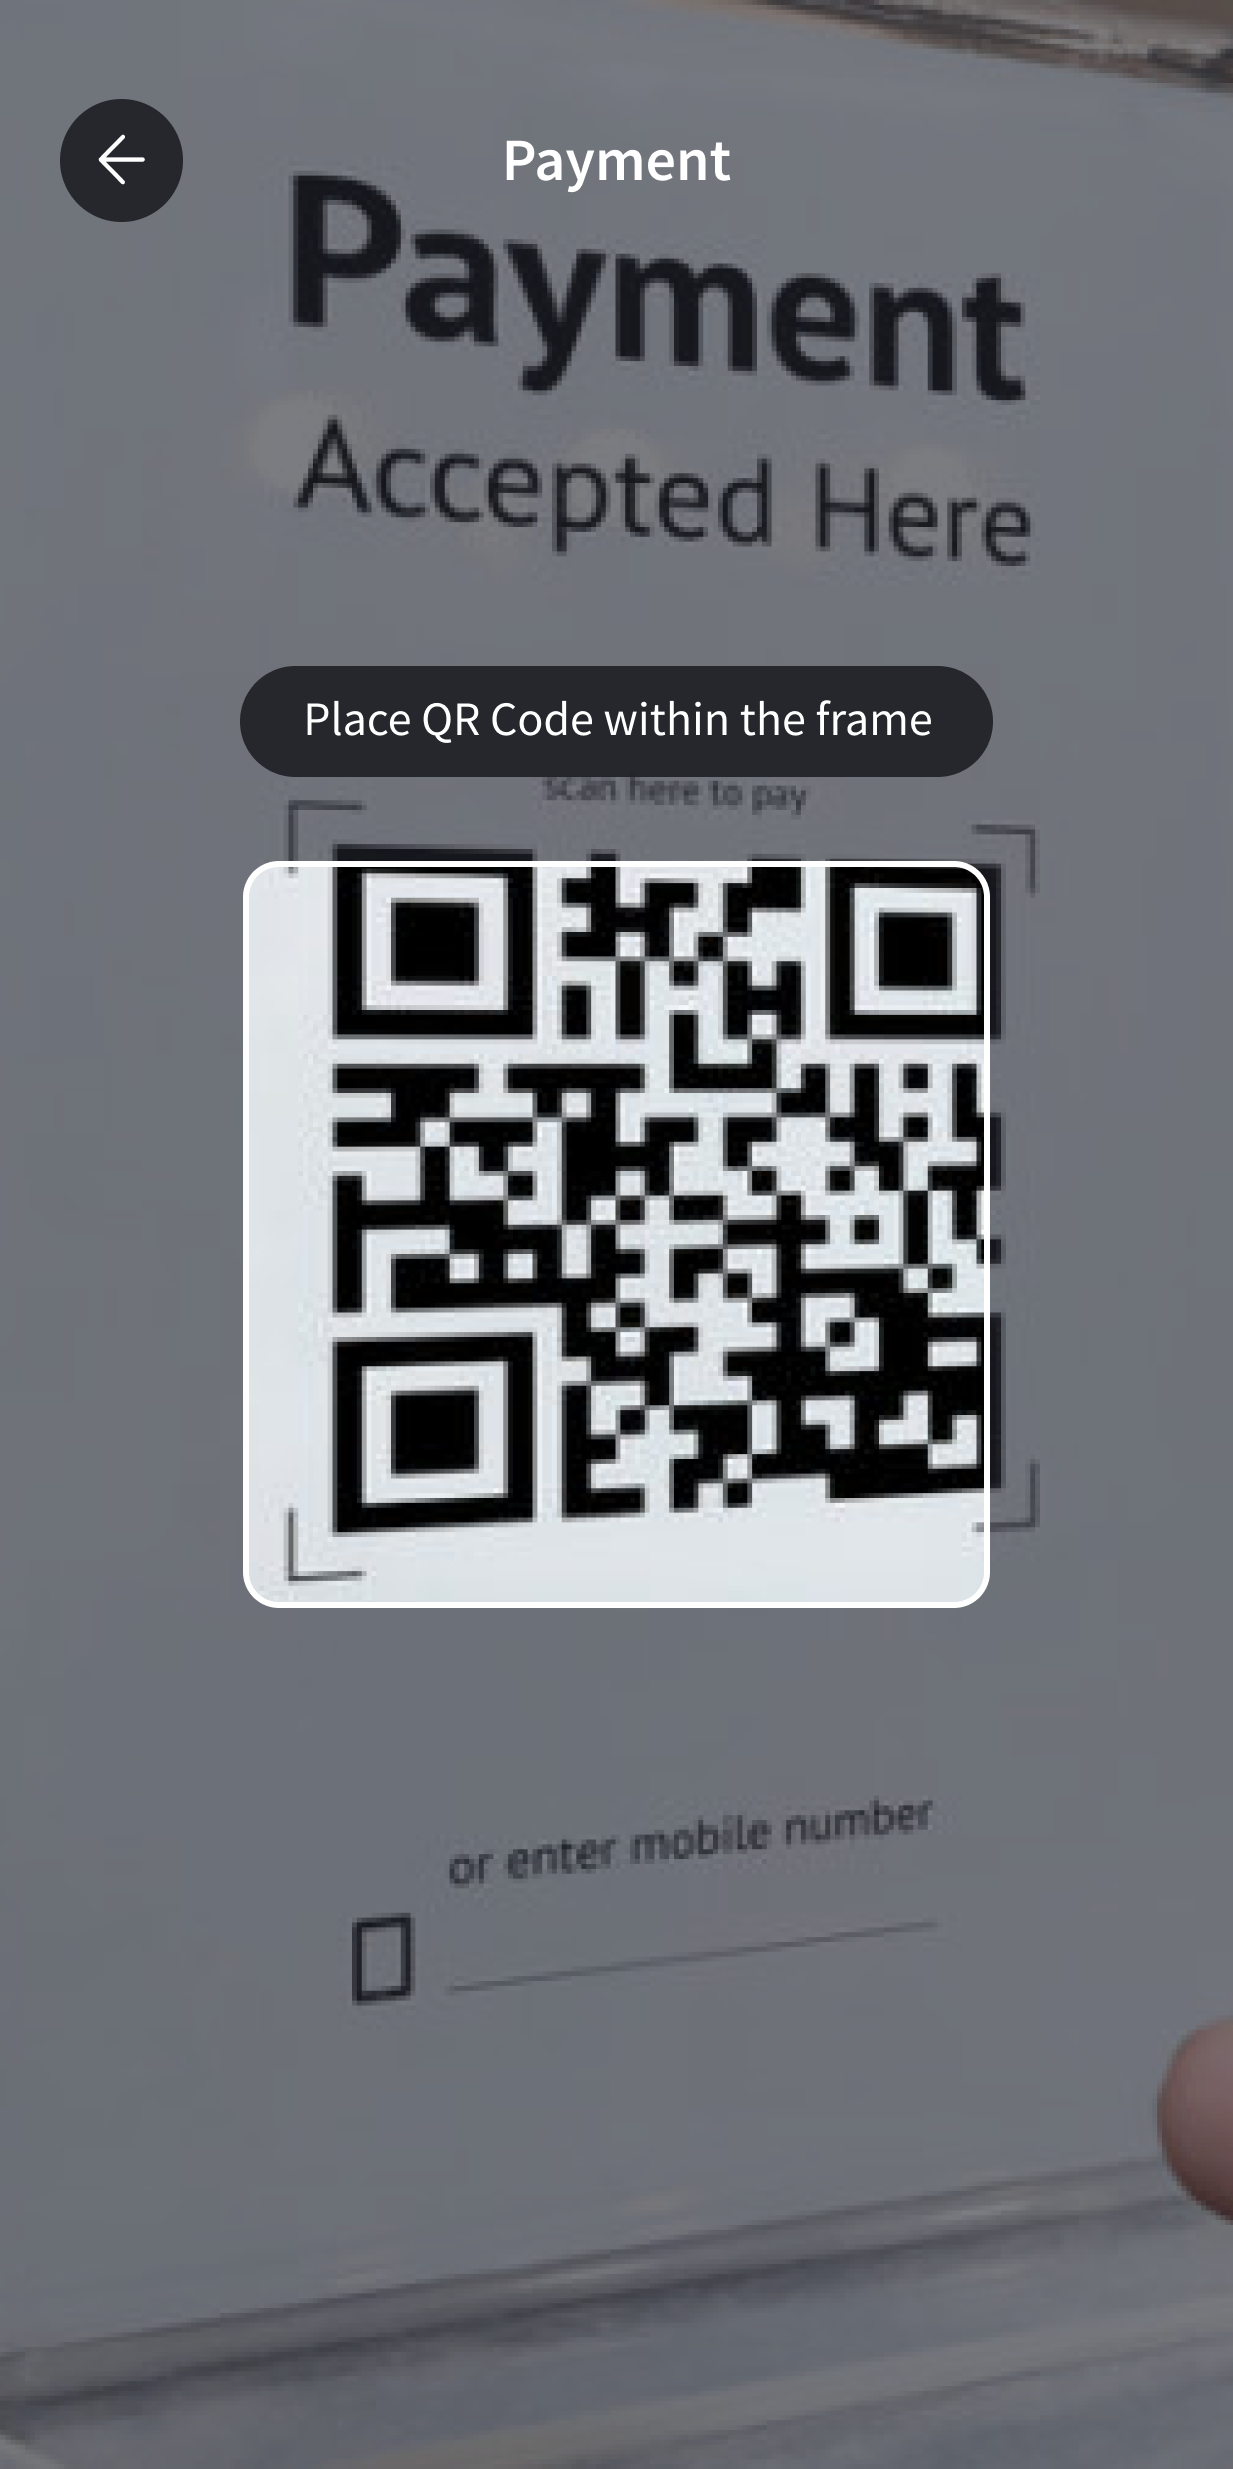 Payment
Payment
Accepted Here
Place QR Code within the frame
scan here to pay
or enter mobile number